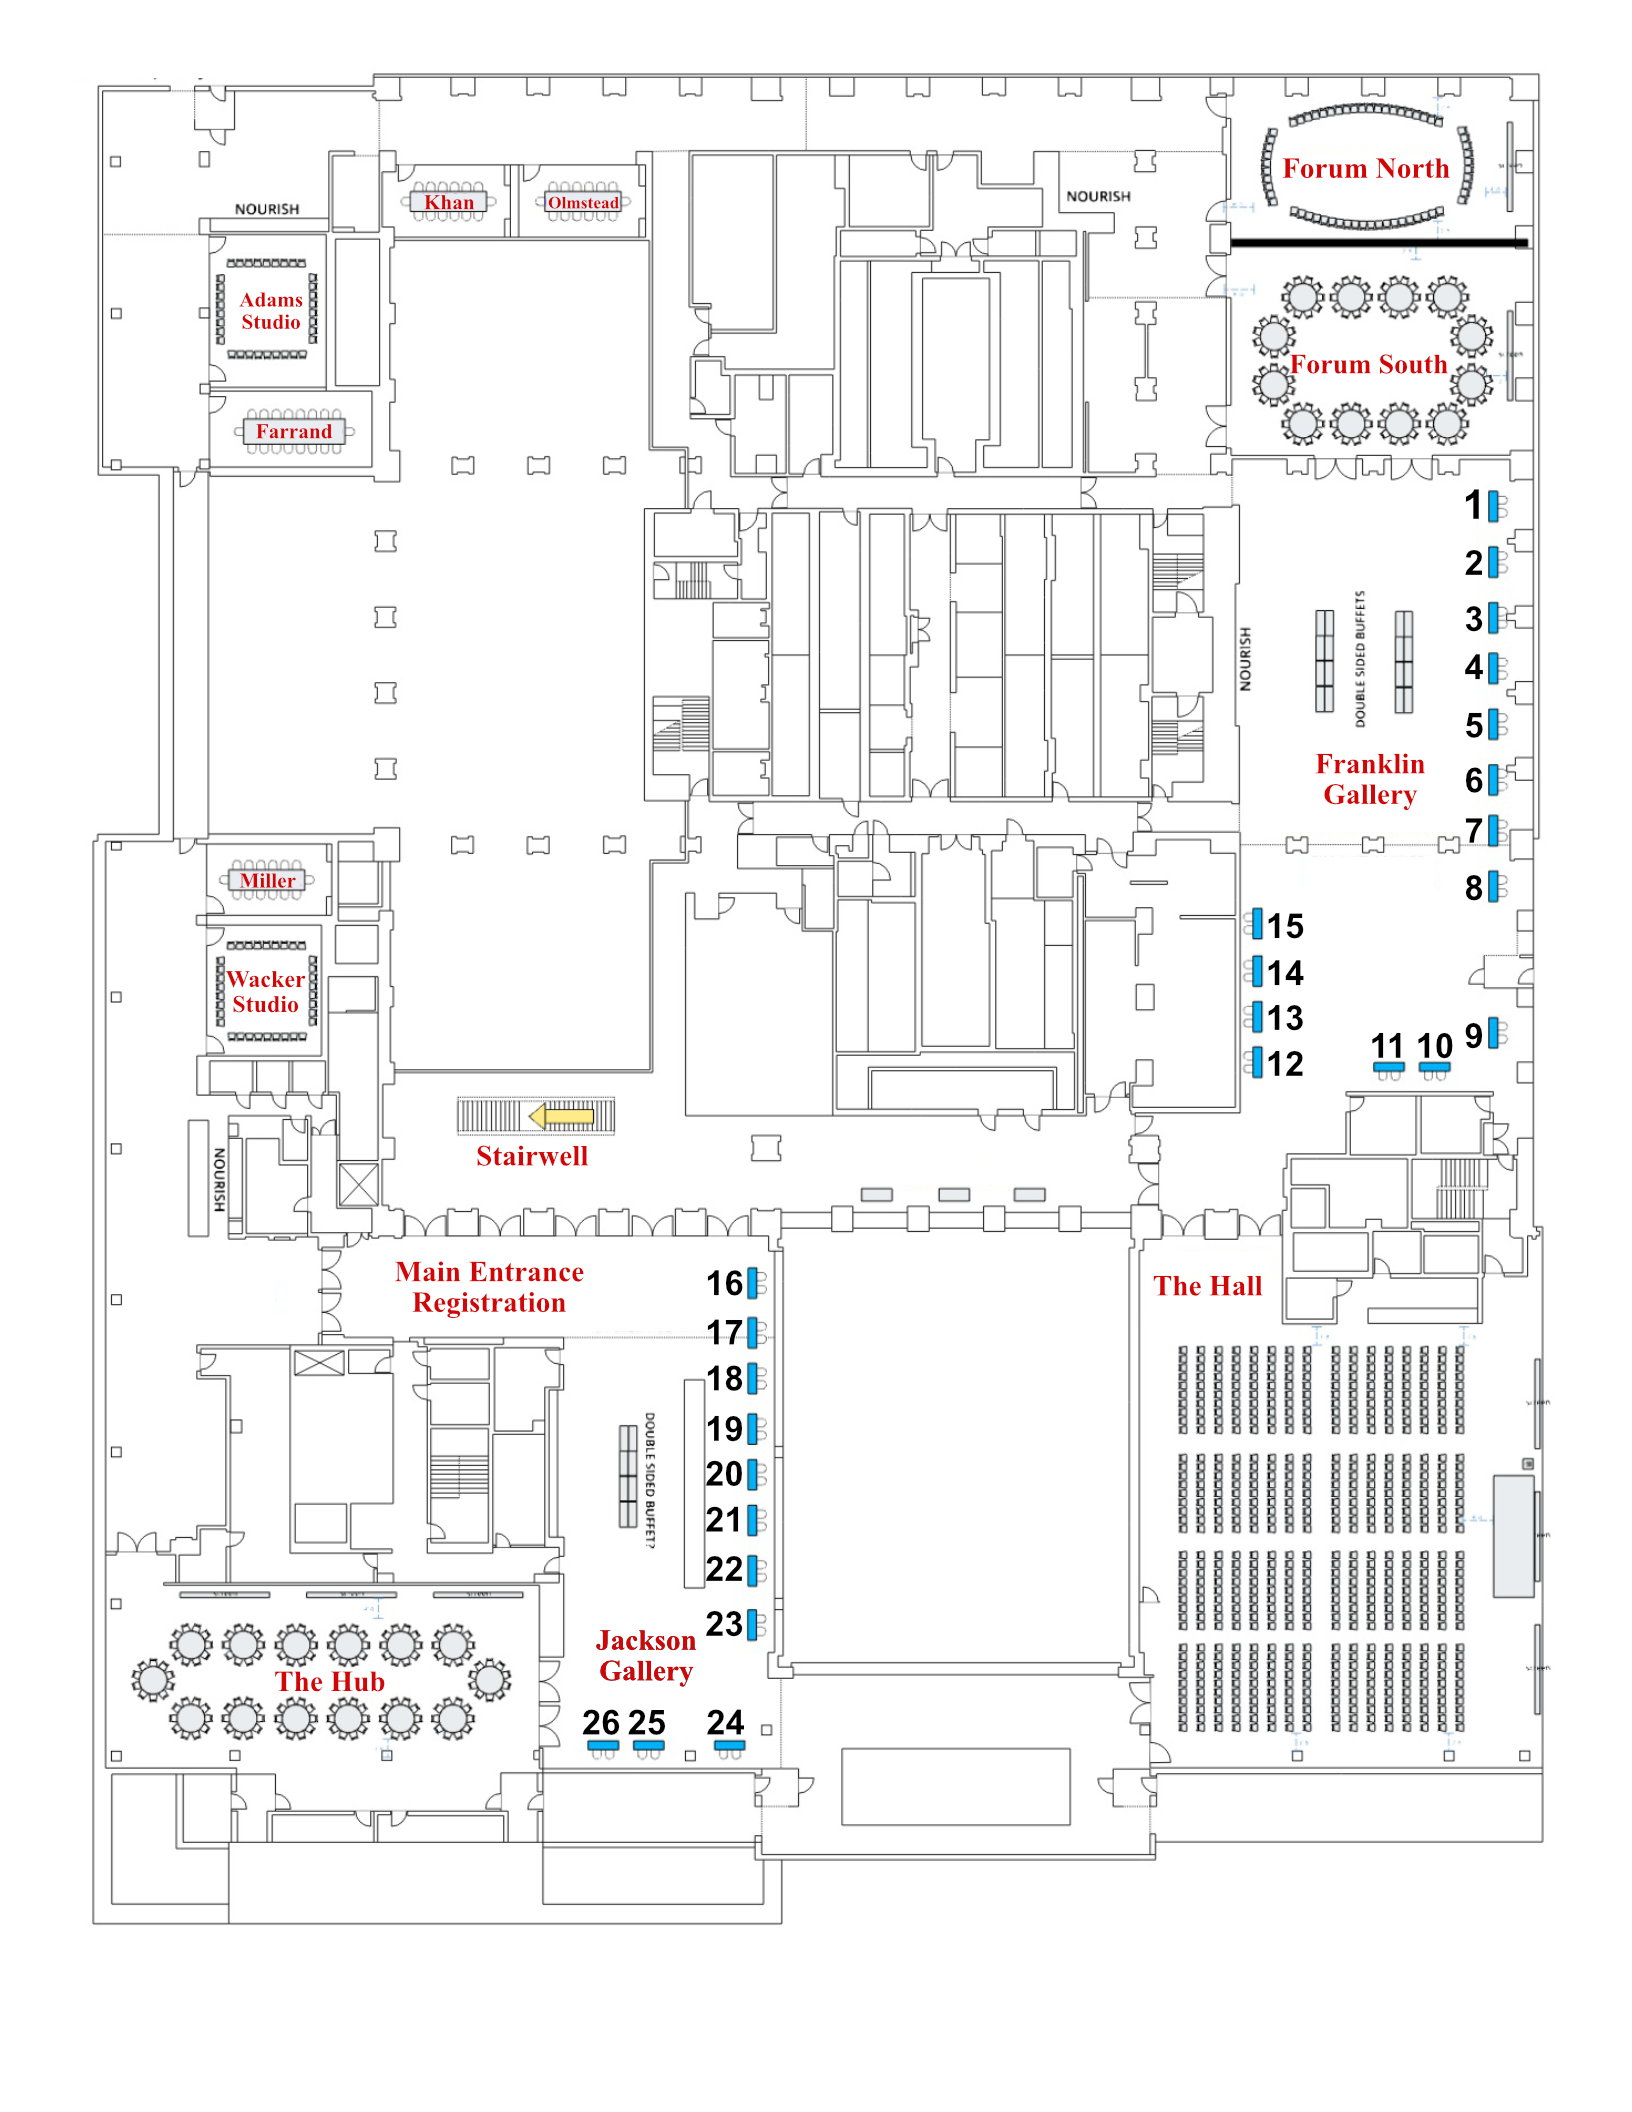 Forum North
NOURISH
Khan
Olmstead
NOURISH
Adams
Studio
Forum South
Farrand
1
2
3
4
5
6
7
8
9
10
11
12
13
14
15
DOUBLE SIDED BUFFETS
NOURISH
Franklin
Gallery
Miller
Wacker
Studio
Stairwell
NOURISH
Main Entrance
Registration
The Hall
16
17
18
19
20
21
22
23
DOUBLE SIDED BUFFET?
Jackson
Gallery
The Hub
26
25
24